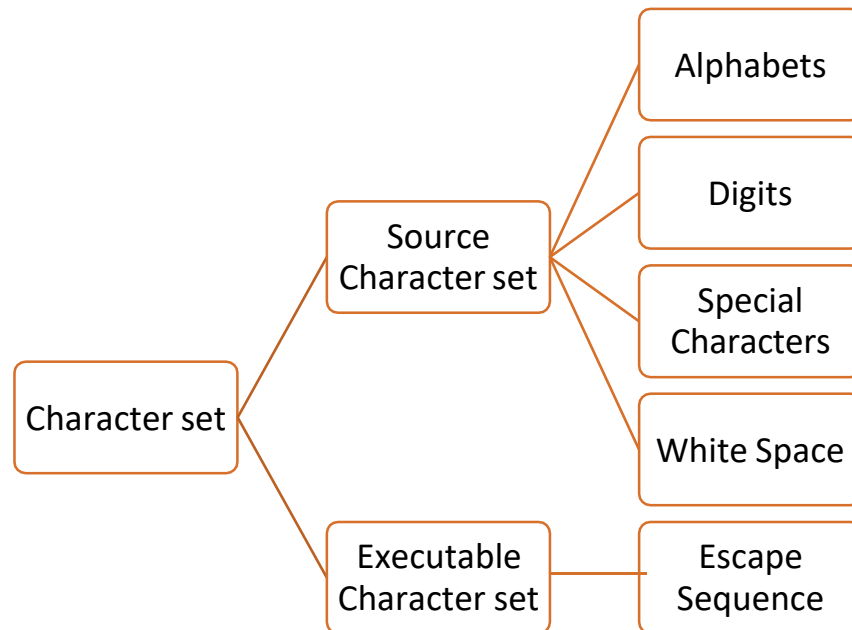 Alphabets
Digits
Source
Character set
Special
Characters
Character set
White Space
Executable
Character set
Escape
Sequence